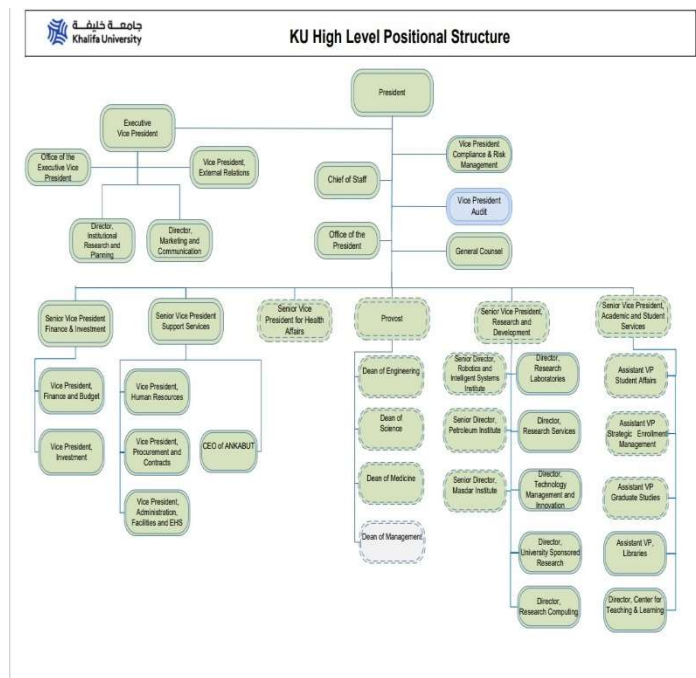 جامعة خليفة
Khalifa University
KU High Level Positional Structure
President
Executive
Vice President
Office of the
Executive Vice
President
Vice President,
External Relations
Director,
Institutional
Research and
Planning
Director,
Marketing and
Communication
Vice President
Compliance & Risk
Management
Chief of Staff
Vice President
Audit
Office of the
President
General Counsel
Senior Vice President
Finance & Investment
Senior Vice President
Support Services
Senior Vice
President for Health
Affairs
Provost
Senior Vice President,
Research and
Development
Senior Vice President,
Academic and Student
Services
Vice President,
Finance and Budget
Vice President,
Investment
Vice President,
Human Resources
Vice President,
Procurement and
Contracts
Vice President,
Administration,
Facilities and EHS
CEO of ANKABUT
Dean of Engineering
Dean of
Science
Dean of Medicine
Dean of Management
Senior Director,
Robotics and
Intelligent Systems
Institute
Senior Director,
Petroleum Institute
Senior Director,
Masdar Institute
Director,
Research
Laboratories
Director,
Research Services
Director,
Technology
Management and
Innovation
Director,
University Sponsored
Research
Director,
Research Computing
Assistant VP
Student Affairs
Assistant VP
Strategic Enrollment
Management
Assistant VP
Graduate Studies
Assistant VP,
Libraries
Director, Center for
Teaching & Learning